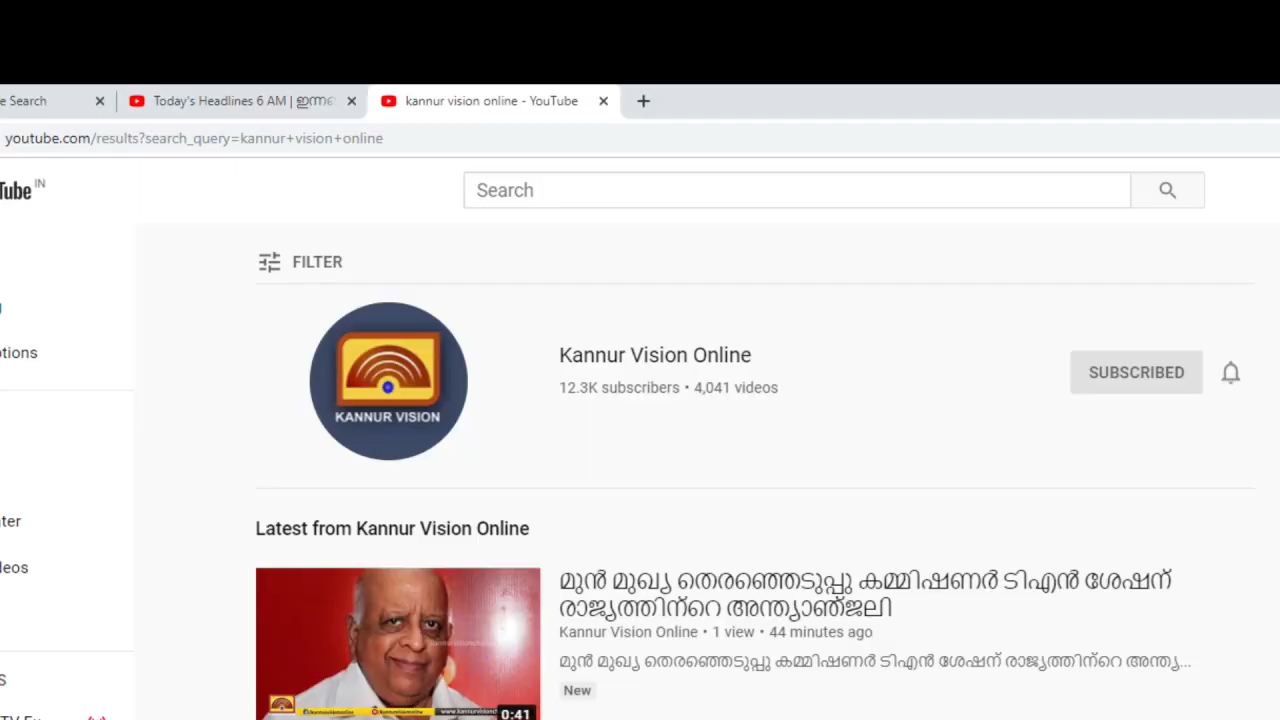 e Search
Today's Headlines 6 AM | ഇന്ന
kannur vision online - YouTube
youtube.com/results?search_query=kannur+vision+online
Tube IN
Search
FILTER
KANNUR VISION
Kannur Vision Online
12.3K subscribers • 4,041 videos
SUBSCRIBED
otions
Latest from Kannur Vision Online
ter
leos
മുൻ മുഖ്യ തെരഞ്ഞെടുപ്പു കമ്മിഷണർ ടിഎൻ ശേഷന്
രാജ്യത്തിന്റെ അന്ത്യാഞ്ജലി
Kannur Vision Online • 1 view • 44 minutes ago
മുൻ മുഖ്യ തെരഞ്ഞെടുപ്പു കമ്മിഷണർ ടിഎൻ ശേഷന് രാജ്യത്തിന്റെ അന്ത്യ...
New
S
0:41